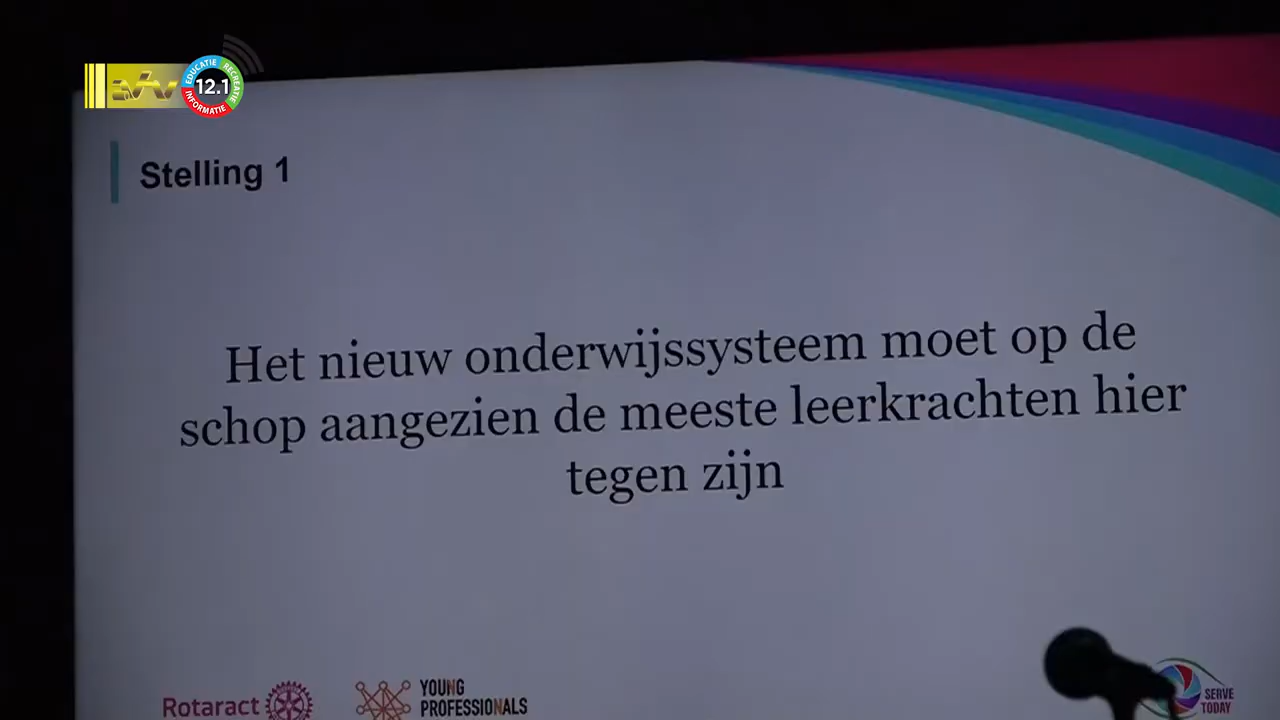 EDUCATIE
RECREATIE
INFORMATIE
12.1
Stelling 1
Het nieuw onderwijssysteem moet op de
schop aangezien de meeste leerkrachten hier
tegen zijn
Rotaract
YOUNG
PROFESSIONALS
SERVE
TODAY